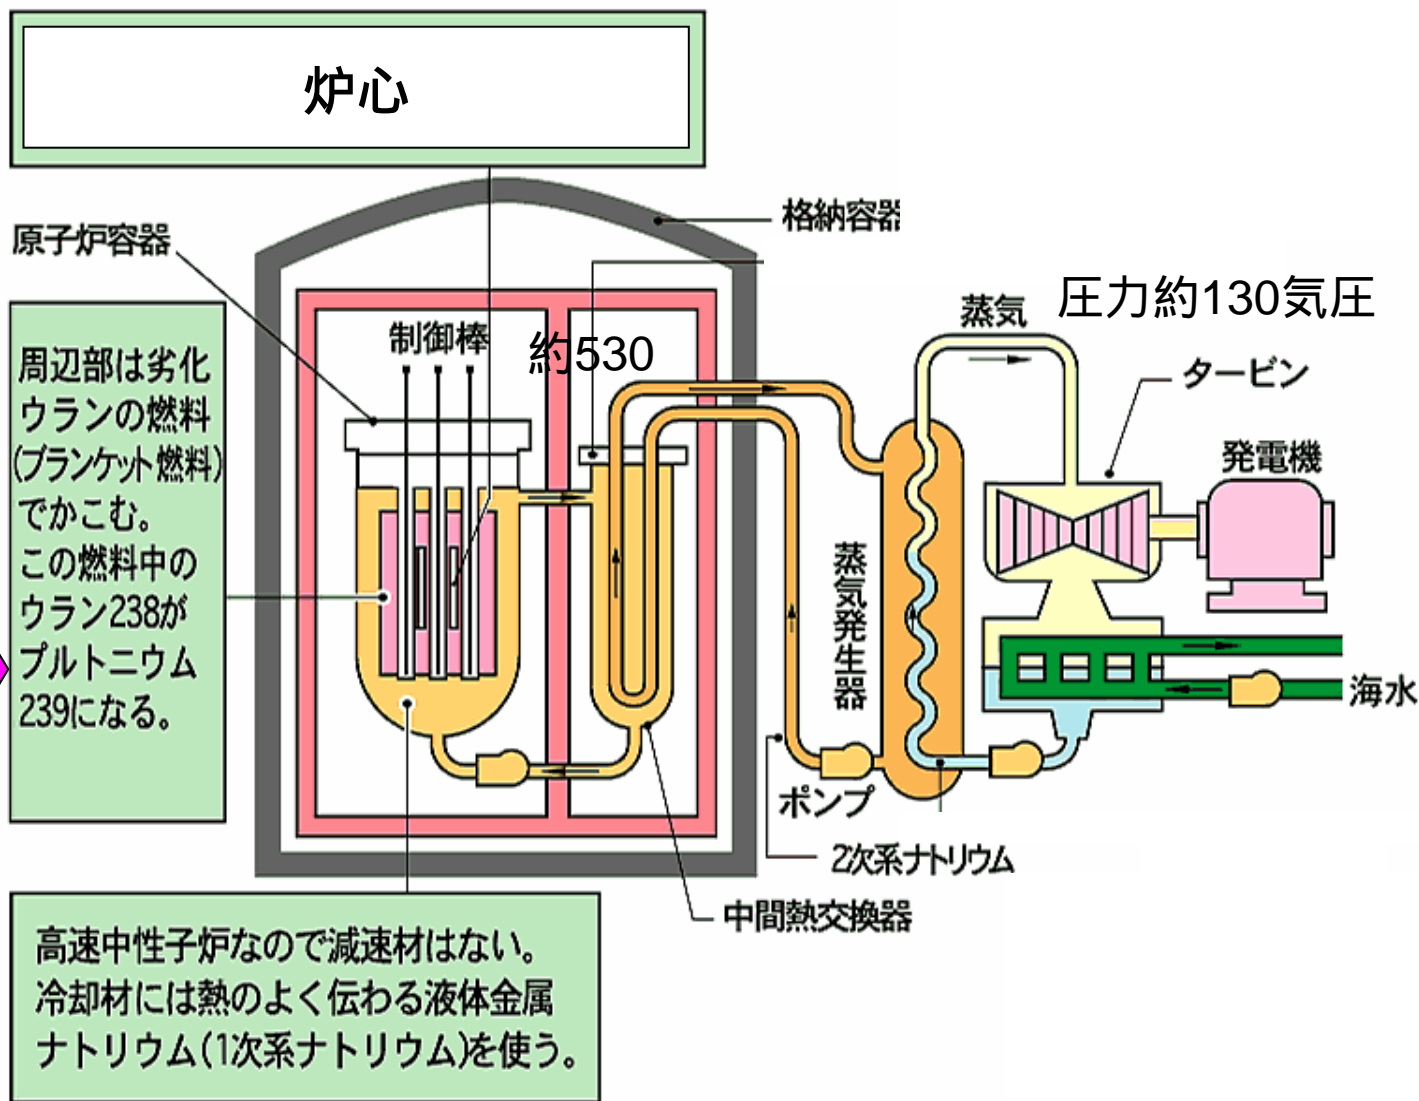 炉心
原子炉容器
格納容器
周辺部は劣化
ウランの燃料
(ブランケット燃料)
でかこむ。
この燃料中の
ウラン238が
プルトニウム
239になる。
制御棒
約530
蒸気
圧力約130気圧
タービン
発電機
蒸気発生器
海水
ポンプ
2次系ナトリウム
中間熱交換器
高速中性子炉なので減速材はない。
冷却材には熱のよく伝わる液体金属
ナトリウム(1次系ナトリウム)を使う。